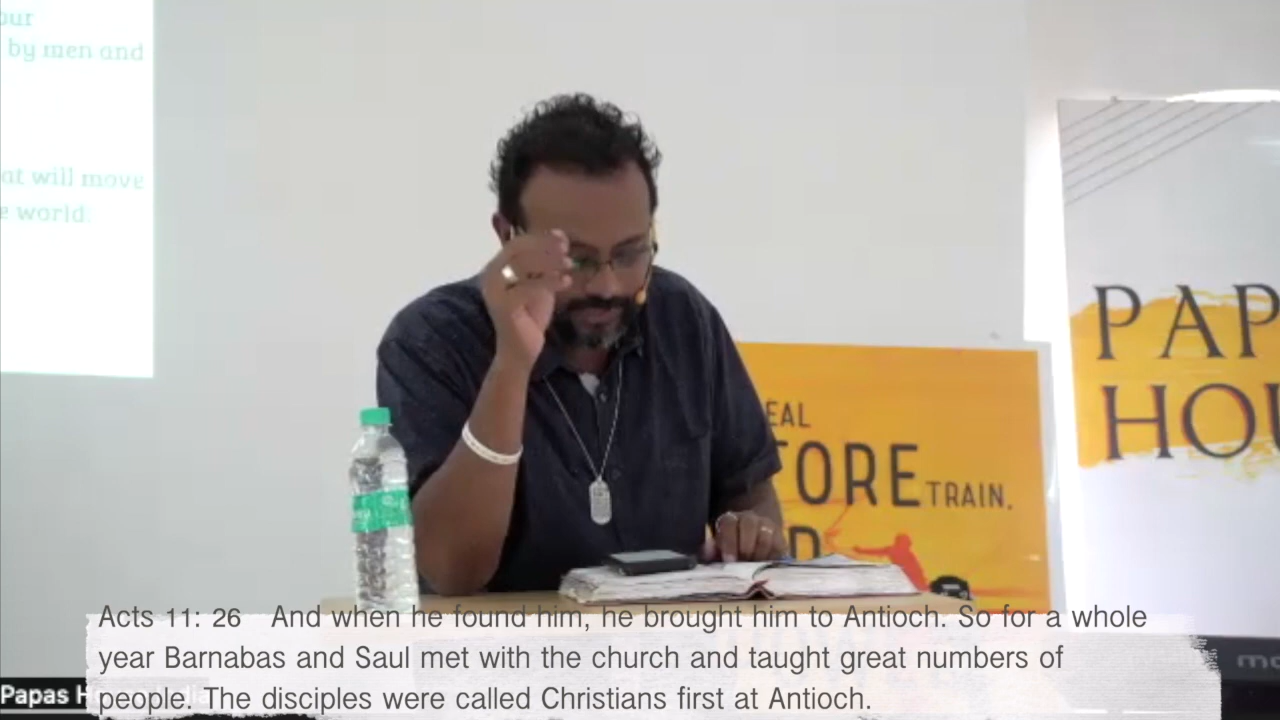 our
by men and
at will move
e world.
PAP
HOU
EAL
TORE TRAIN.
Acts 11: 26 And when he found him, he brought him to Antioch. So for a whole
year Barnabas and Saul met with the church and taught great numbers of
people. The disciples were called Christians first at Antioch.
Papas H